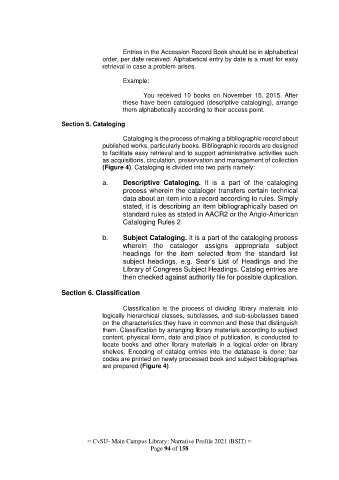 Entries in the Accession Record Book should be in alphabetical
order, per date received. Alphabetical entry by date is a must for easy
retrieval in case a problem arises.
Example:
You received 10 books on November 15, 2015. After
these have been catalogued (descriptive cataloging), arrange
them alphabetically according to their access point.
Section 5. Cataloging
Cataloging is the process of making a bibliographic record about
published works, particularly books. Bibliographic records are designed
to facilitate easy retrieval and to support administrative activities such
as acquisitions, circulation, preservation and management of collection
(Figure 4). Cataloging is divided into two parts namely:
a. Descriptive Cataloging. It is a part of the cataloging
process wherein the cataloger transfers certain technical
data about an item into a record according to rules. Simply
stated, it is describing an item bibliographically based on
standard rules as stated in AACR2 or the Anglo-American
Cataloging Rules 2
b. Subject Cataloging. It is a part of the cataloging process
wherein the cataloger assigns appropriate subject
headings for the item selected from the standard list
subject headings, e.g. Sear's List of Headings and the
Library of Congress Subject Headings. Catalog entries are
then checked against authority file for possible duplication.
Section 6. Classification
Classification is the process of dividing library materials into
logically hierarchical classes, subclasses, and sub-subclasses based
on the characteristics they have in common and those that distinguish
them. Classification by arranging library materials according to subject
content, physical form, date and place of publication, is conducted to
locate books and other library materials in a logical order on library
shelves. Encoding of catalog entries into the database is done; bar
codes are printed on newly processed book and subject bibliographies
are prepared (Figure 4).
≈ CvSU- Main Campus Library: Narrative Profile 2021 (BSIT) ≈
Page 94 of 158